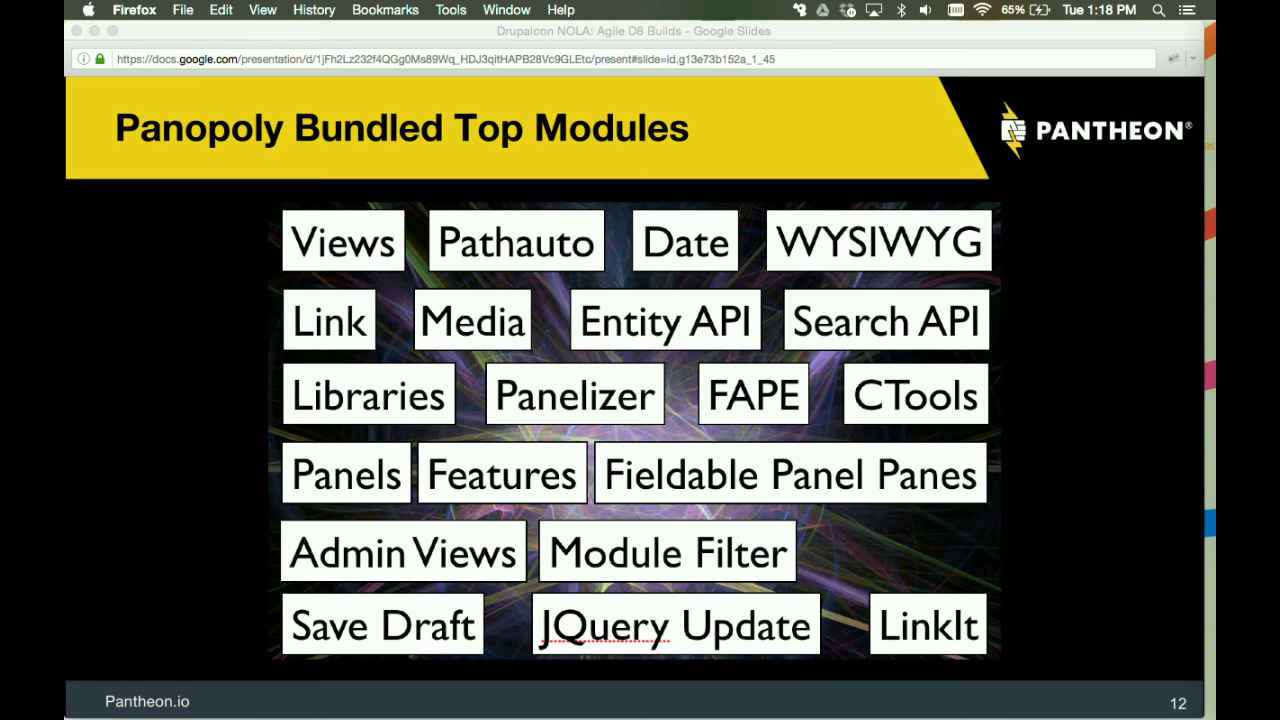 Firefox File Edit View History Bookmarks Tools Window Help 65% Tue 1:18 PM
Drupalcon NOLA: Agile D8 Builds - Google Slides
https://docs.google.com/presentation/d/1jFh2Lz232f4QGg0Ms89Wq_HDJ3qitHAPB28Vc9GLEtc/present#slide=id.g13e73b152a_1_45
Panopoly Bundled Top Modules
PANTHEON®
Views Pathauto Date WYSIWYG
Link Media Entity API Search API
Libraries Panelizer FAPE CTools
Panels Features Fieldable Panel Panes
Admin Views Module Filter
Save Draft JQuery Update LinkIt
Pantheon.io 12